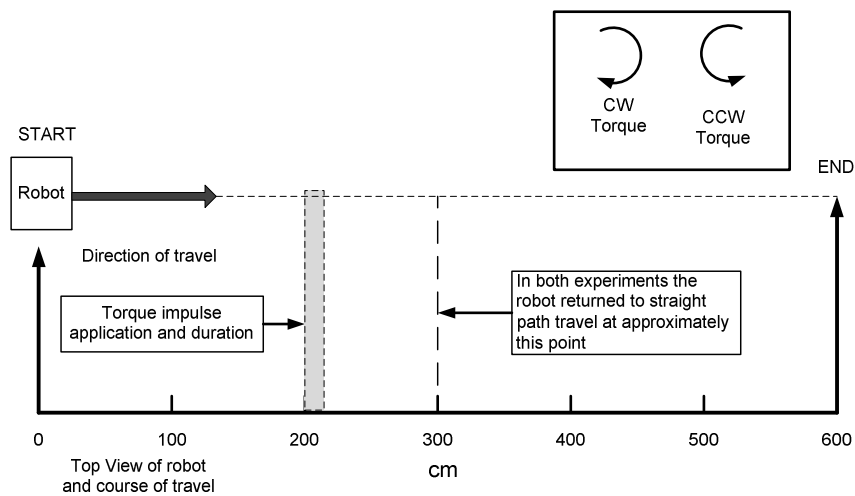 CW
Torque
CCW
Torque
START
END
Robot
Direction of travel
Torque impulse
application and duration
In both experiments the
robot returned to straight
path travel at approximately
this point
0 100 200 300 400 500 600
Top View of robot
and course of travel
cm